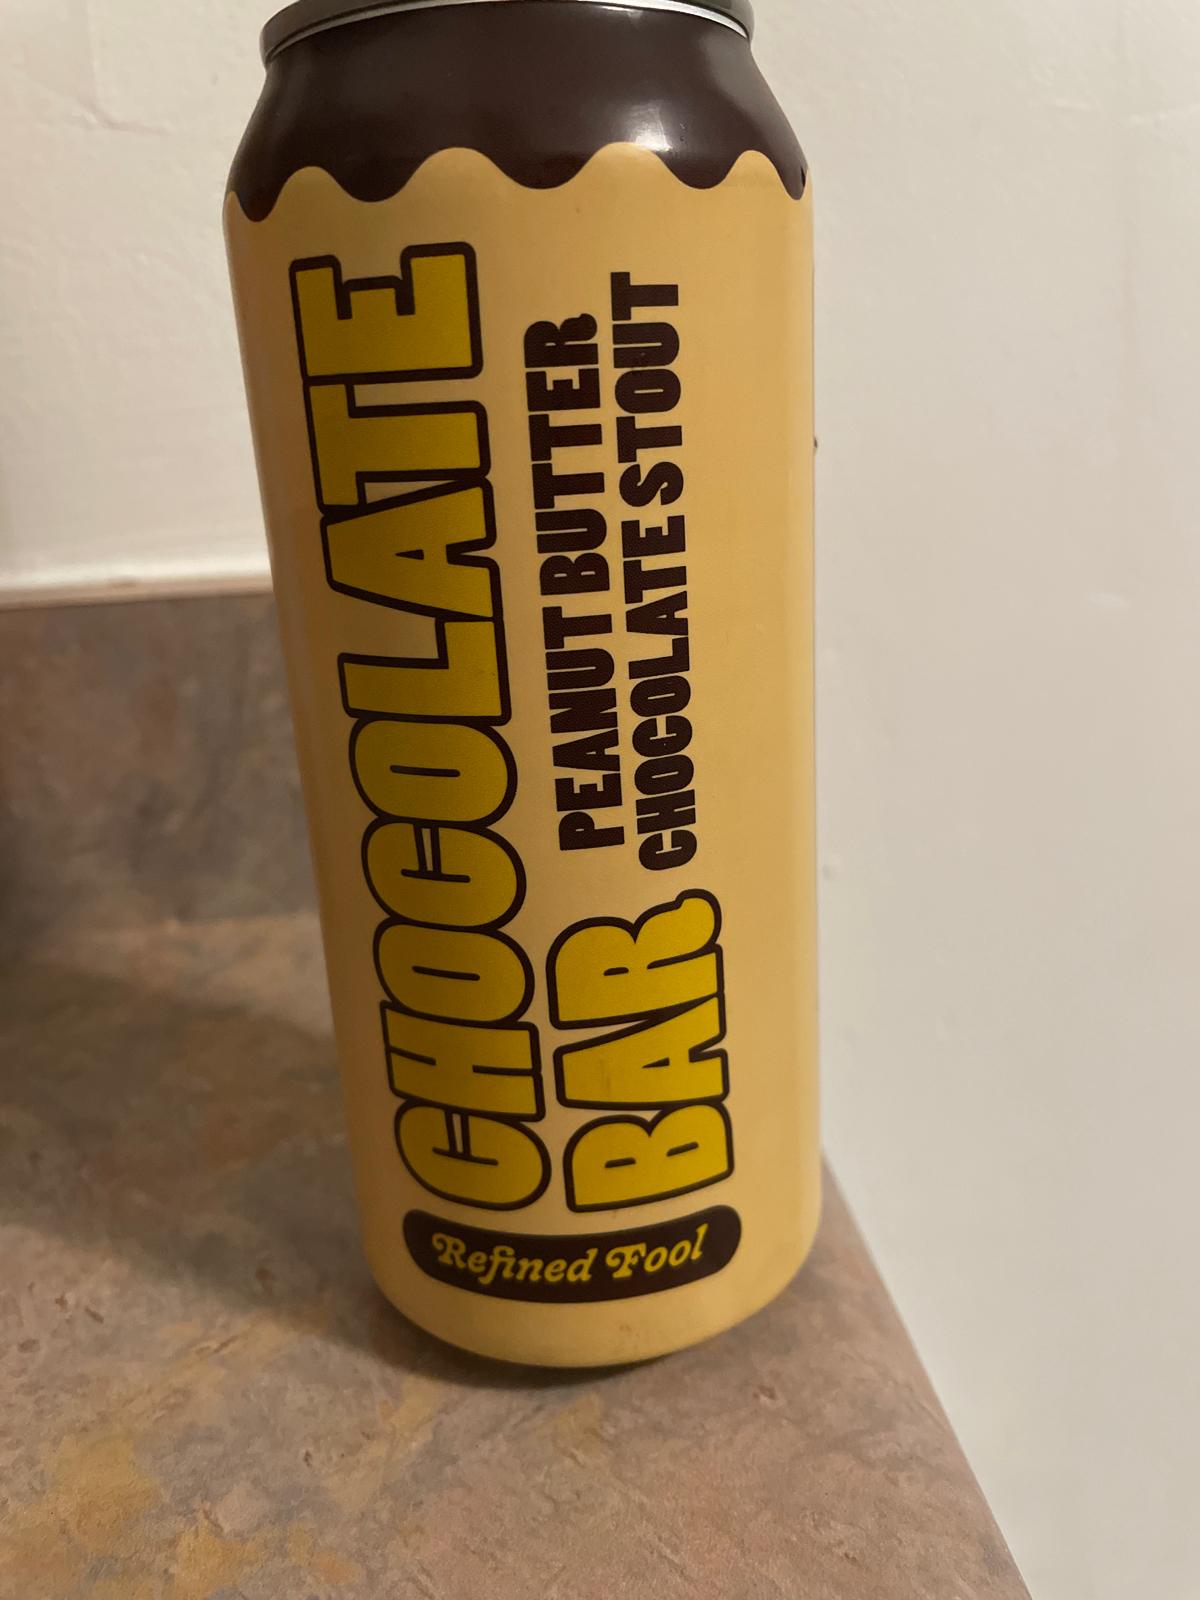 CHOCOLATE
BAR
PEANUT BUTTER
CHOCOLATE STOUT
Refined Fool